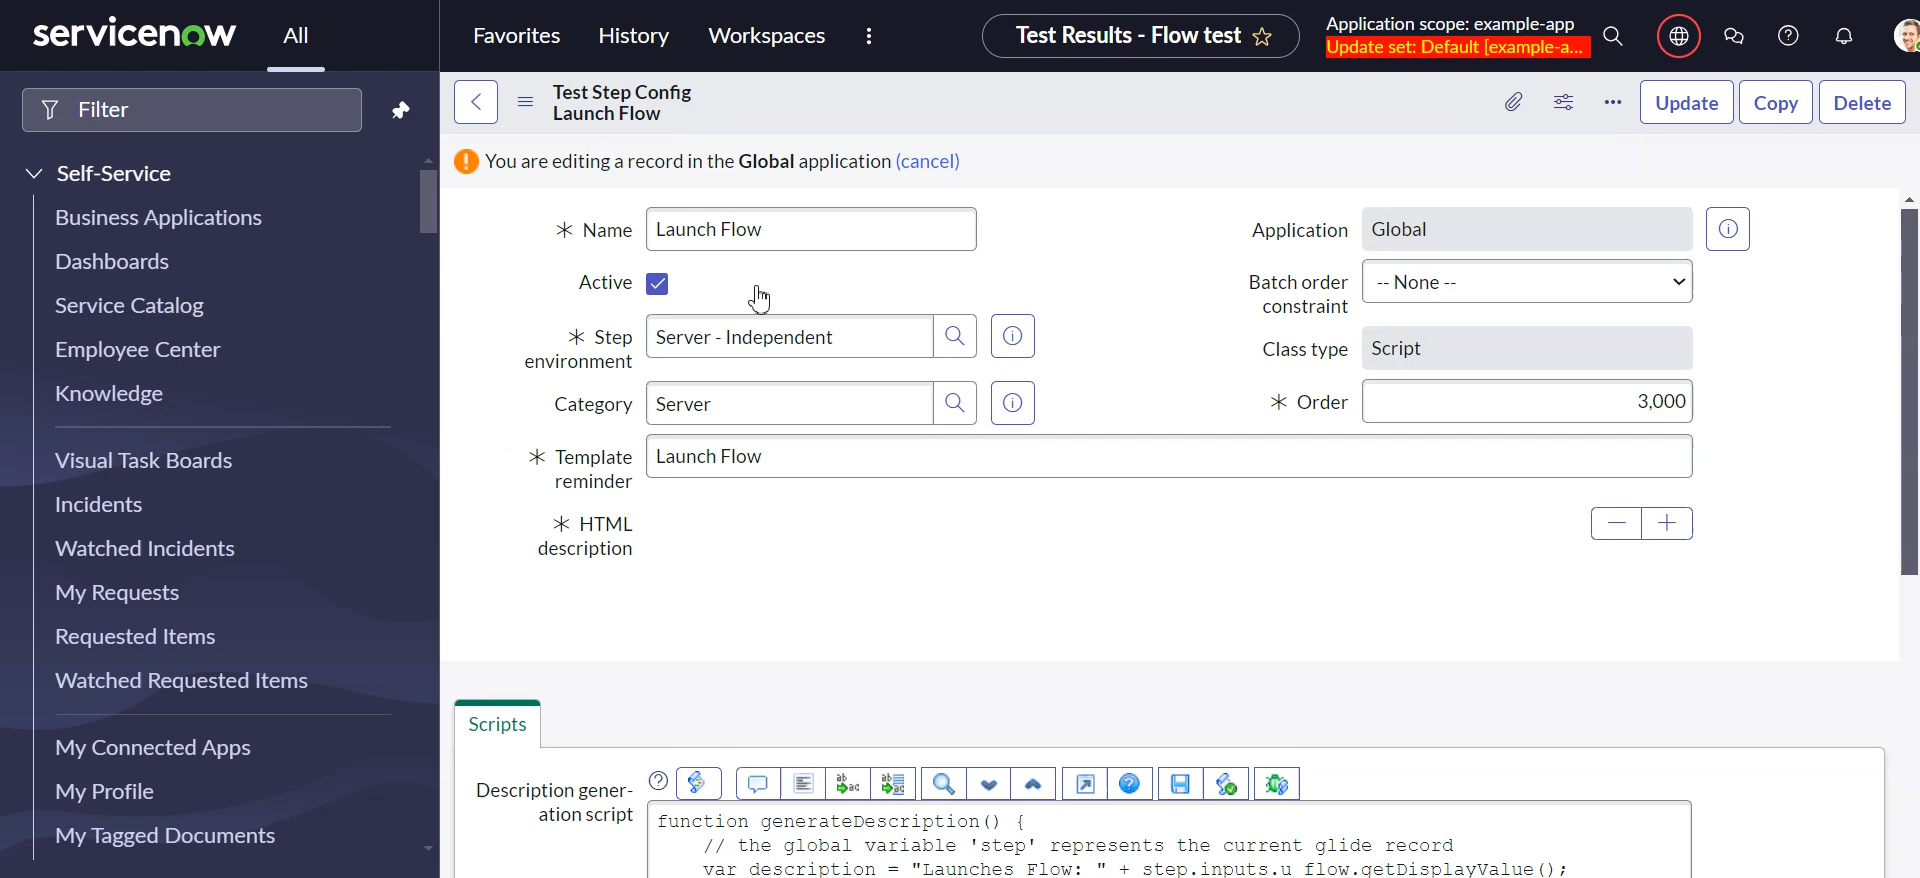 servicenow
All
Favorites
History
Workspaces
Test Results - Flow test
Application scope: example-app
Update set: Default [example-a...
Filter
Test Step Config
Launch Flow
Update
Copy
Delete
You are editing a record in the Global application (cancel)
Self-Service
Business Applications
Dashboards
Service Catalog
Employee Center
Knowledge
Visual Task Boards
Incidents
Watched Incidents
My Requests
Requested Items
Watched Requested Items
My Connected Apps
My Profile
My Tagged Documents
* Name
Launch Flow
Application
Global
Active
Batch order
constraint
-- None --
* Step
environment
Server - Independent
Class type
Script
Category
Server
* Order
3,000
* Template
reminder
Launch Flow
* HTML
description
Scripts
Description gener-
ation script
function generateDescription() {
// the global variable 'step' represents the current glide record
var description = "Launches Flow: " + step.inputs.u_flow.getDisplayValue();